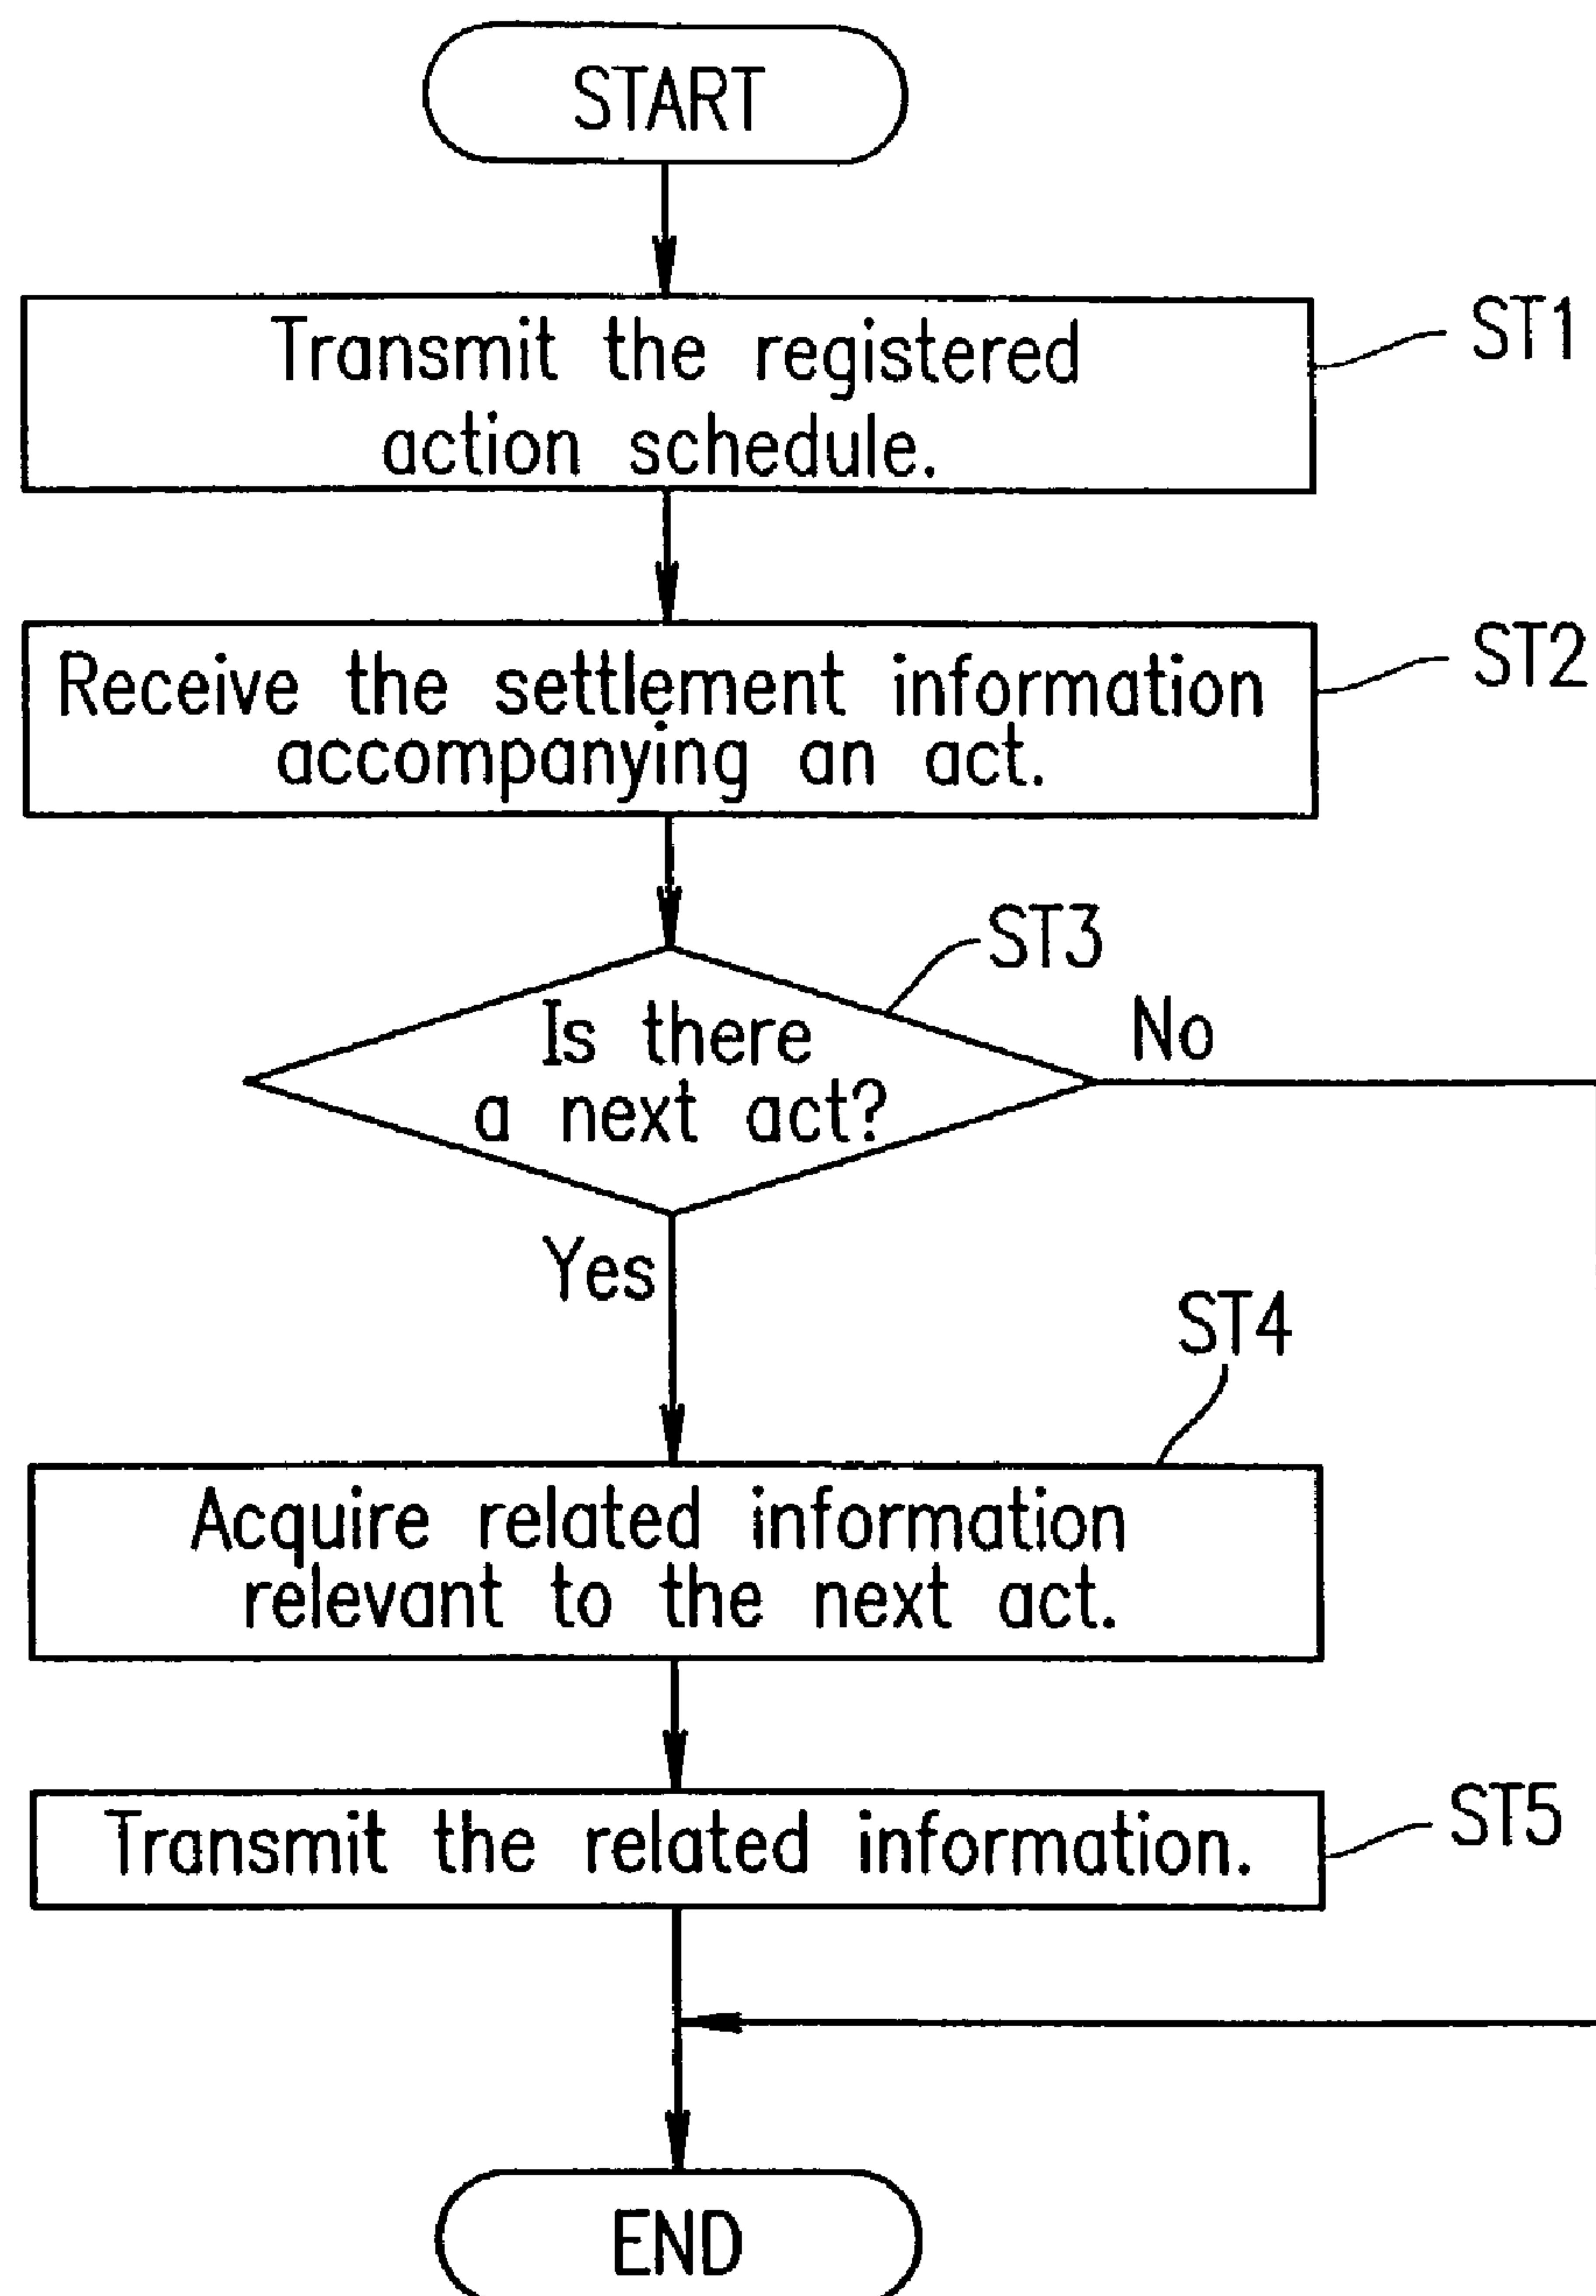 START
Transmit the registered
action schedule.
ST1
Receive the settlement information
accompanying an act.
ST2
ST3
Is there
a next act?
No
Yes
ST4
Acquire related information
relevant to the next act.
Transmit the related information.
ST5
END